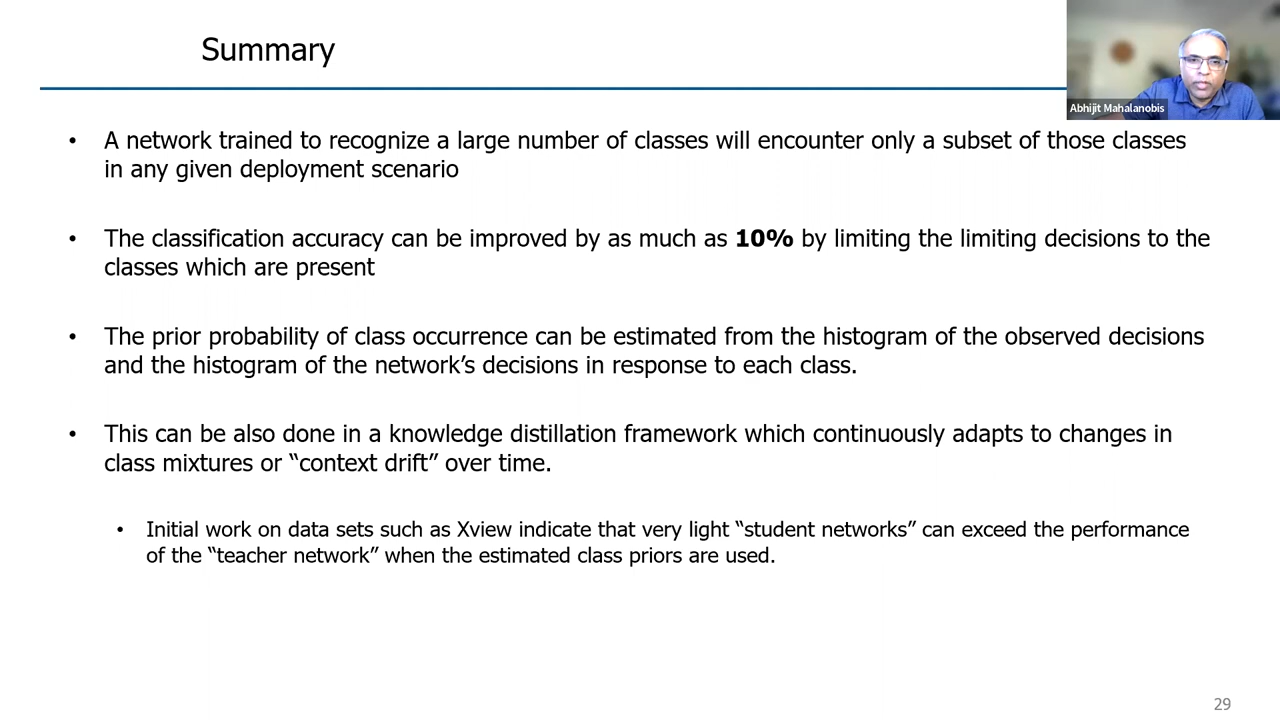 Summary
Abhijit Mahalanobis
• A network trained to recognize a large number of classes will encounter only a subset of those classes
in any given deployment scenario
• The classification accuracy can be improved by as much as 10% by limiting the limiting decisions to the
classes which are present
• The prior probability of class occurrence can be estimated from the histogram of the observed decisions
and the histogram of the network’s decisions in response to each class.
• This can be also done in a knowledge distillation framework which continuously adapts to changes in
class mixtures or “context drift” over time.
• Initial work on data sets such as Xview indicate that very light “student networks” can exceed the performance
of the “teacher network” when the estimated class priors are used.
29